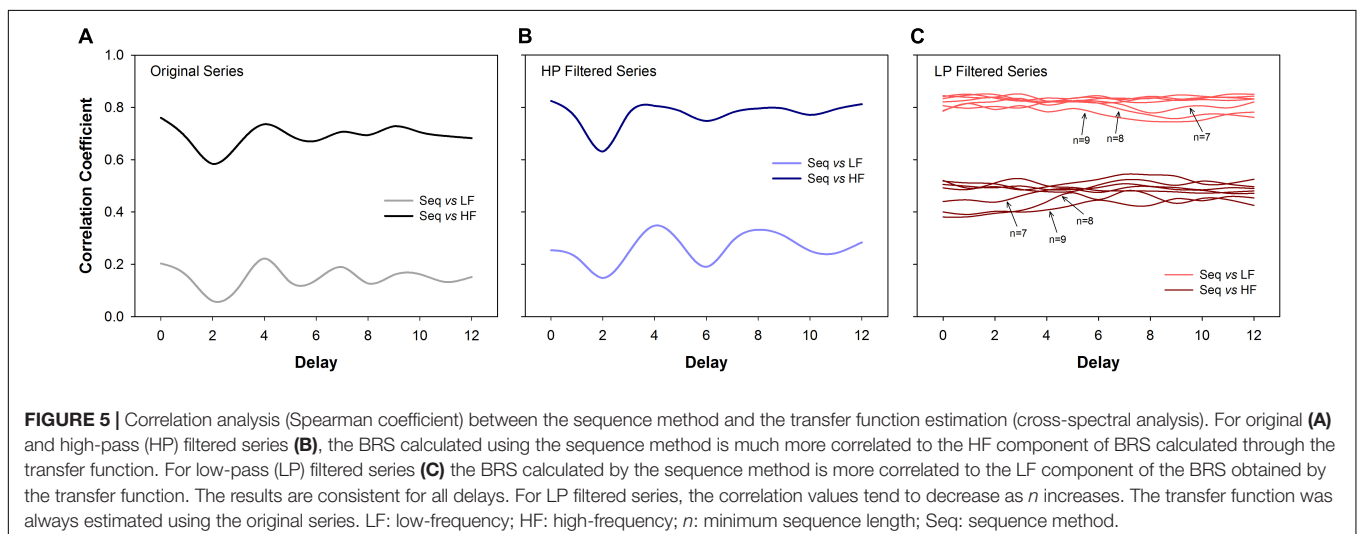 A
B
C
Original Series
HP Filtered Series
LP Filtered Series
1.0
0.8
0.6
0.4
0.2
0.0
Correlation Coefficient
Seq vs LF
Seq vs HF
Seq vs LF
Seq vs HF
n=9
n=8
n=7
n=8
n=7
n=9
Seq vs LF
Seq vs HF
0 2 4 6 8 10 12
0 2 4 6 8 10 12
0 2 4 6 8 10 12
Delay
Delay
Delay
FIGURE 5 | Correlation analysis (Spearman coefficient) between the sequence method and the transfer function estimation (cross-spectral analysis). For original (A)
and high-pass (HP) filtered series (B), the BRS calculated using the sequence method is much more correlated to the HF component of BRS calculated through the
transfer function. For low-pass (LP) filtered series (C) the BRS calculated by the sequence method is more correlated to the LF component of the BRS obtained by
the transfer function. The results are consistent for all delays. For LP filtered series, the correlation values tend to decrease as n increases. The transfer function was
always estimated using the original series. LF: low-frequency; HF: high-frequency; n: minimum sequence length; Seq: sequence method.